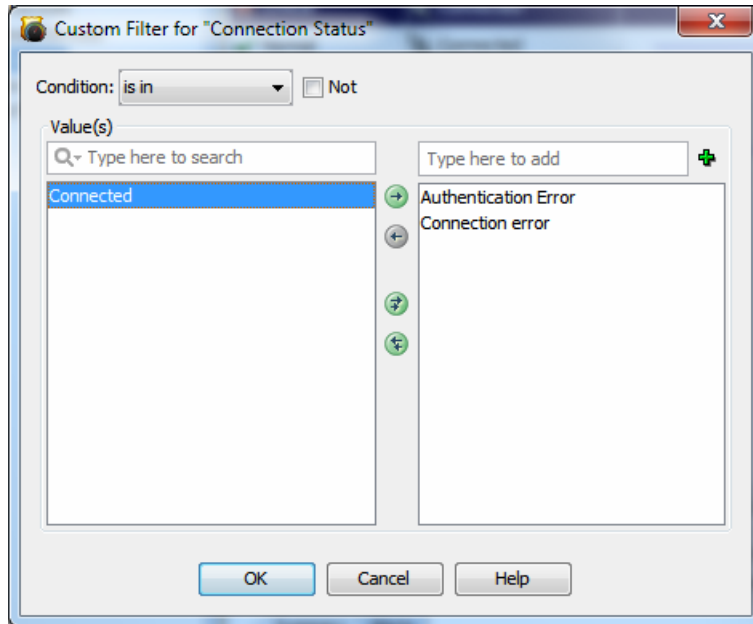 Custom Filter for "Connection Status"
Condition: is in Not
Value(s)
Type here to search Type here to add
Connected Authentication Error
Connection error
OK Cancel Help